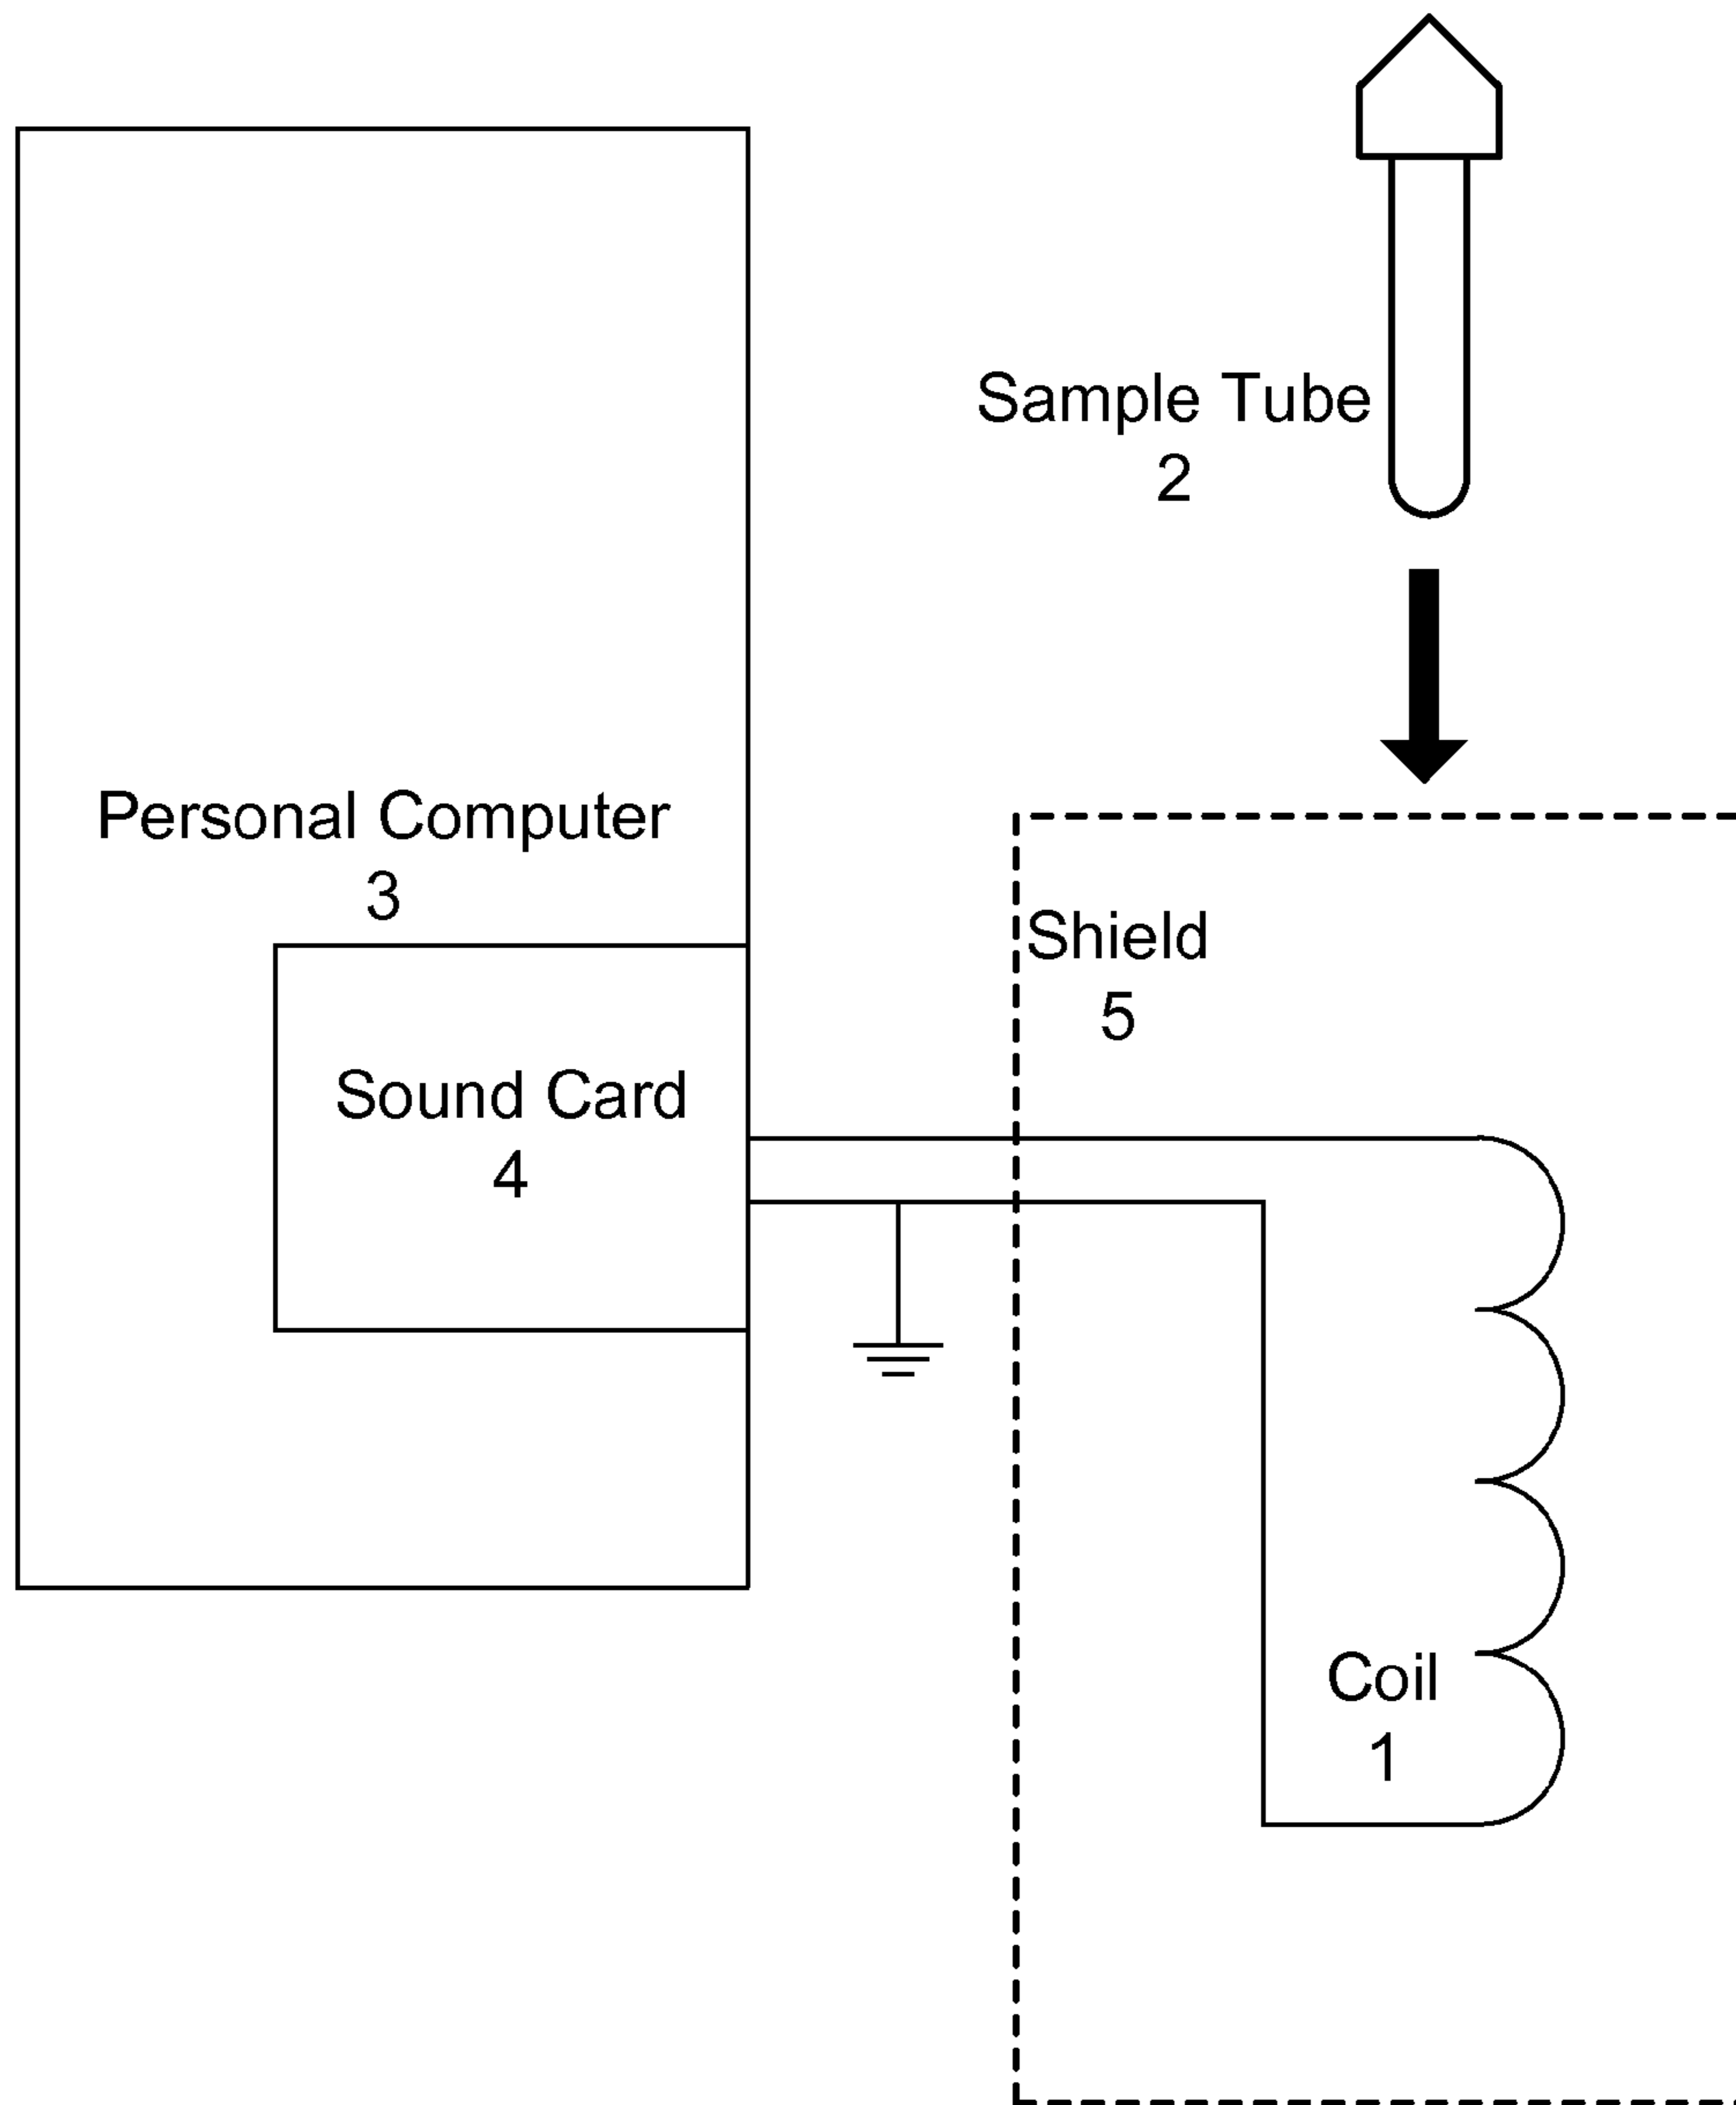 Sample Tube
2
Personal Computer
3
Shield
5
Sound Card
4
Coil
1